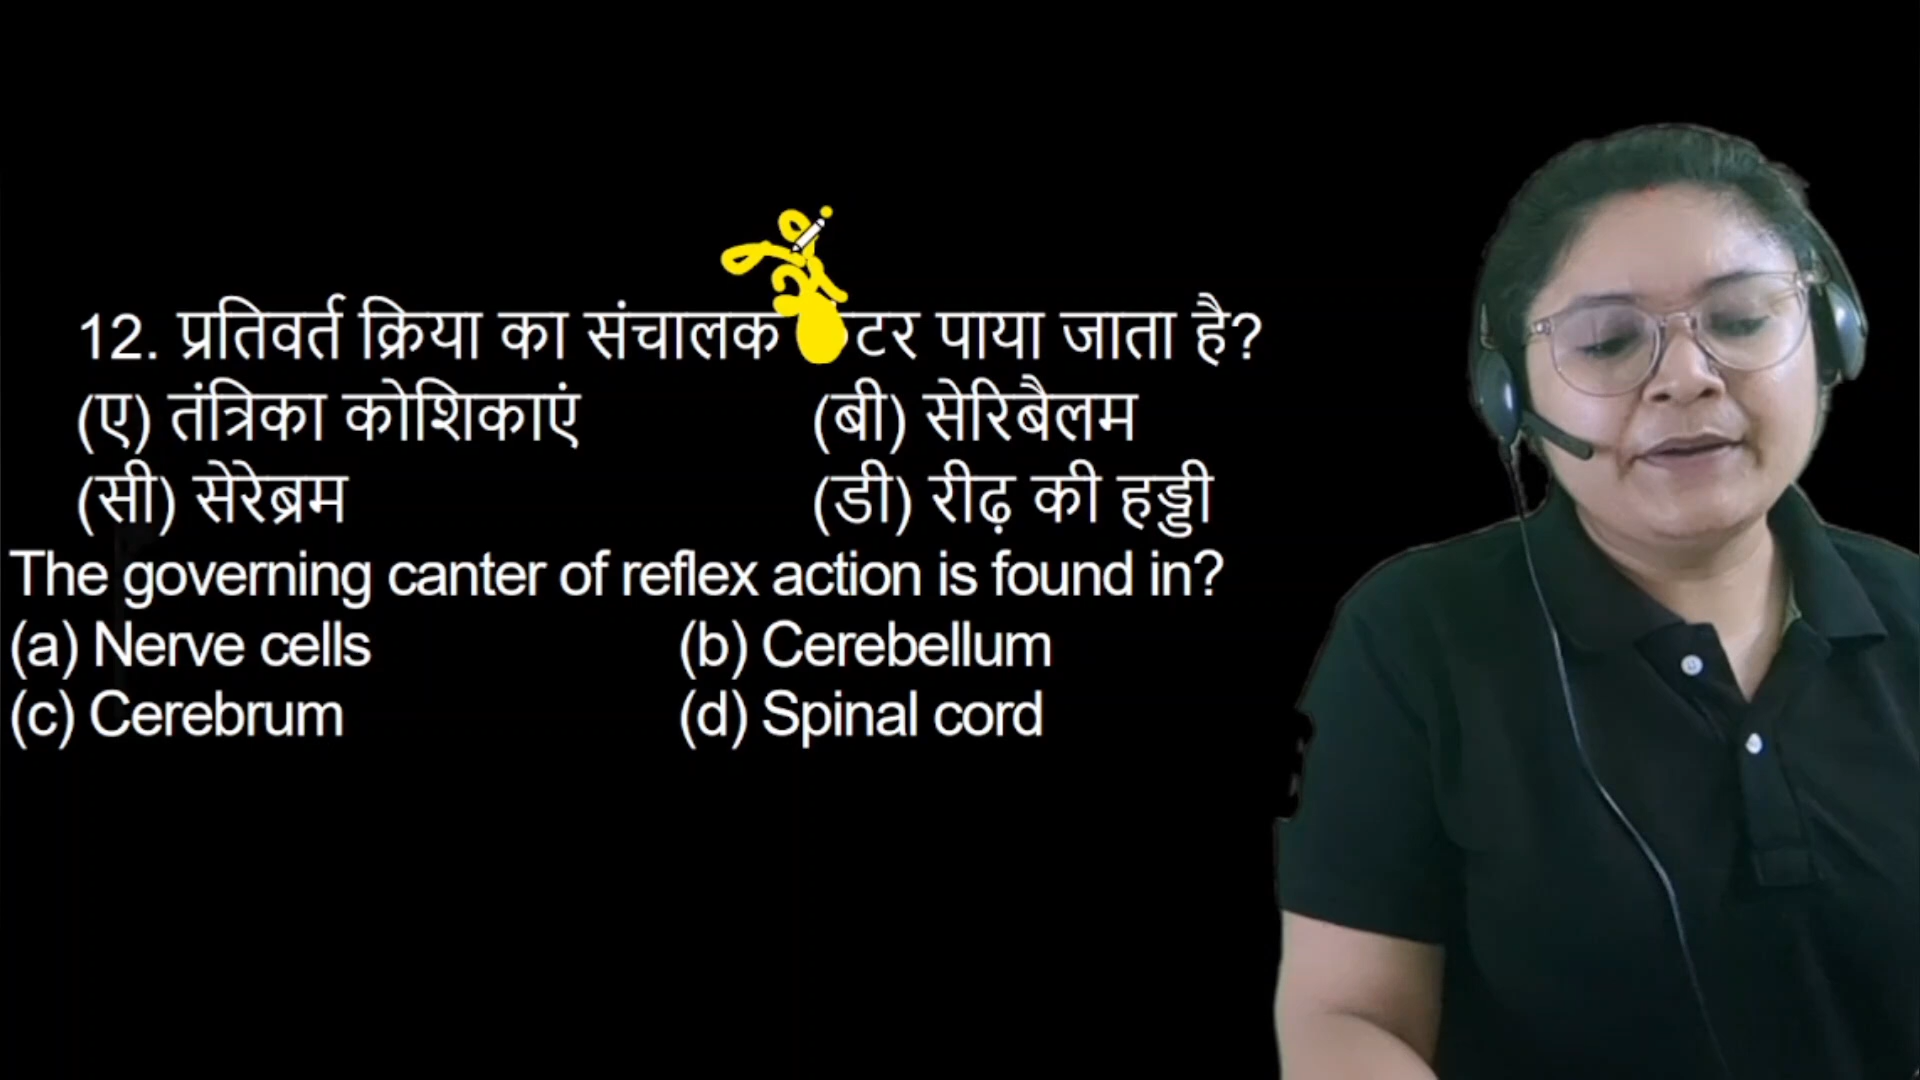 12. प्रतिवर्त क्रिया का संचालक टर पाया जाता है?
(ए) तंत्रिका कोशिकाएं (बी) सेरिबैलम
(सी) सेरेब्रम (डी) रीढ़ की हड्डी
The governing canter of reflex action is found in?
(a) Nerve cells (b) Cerebellum
(c) Cerebrum (d) Spinal cord